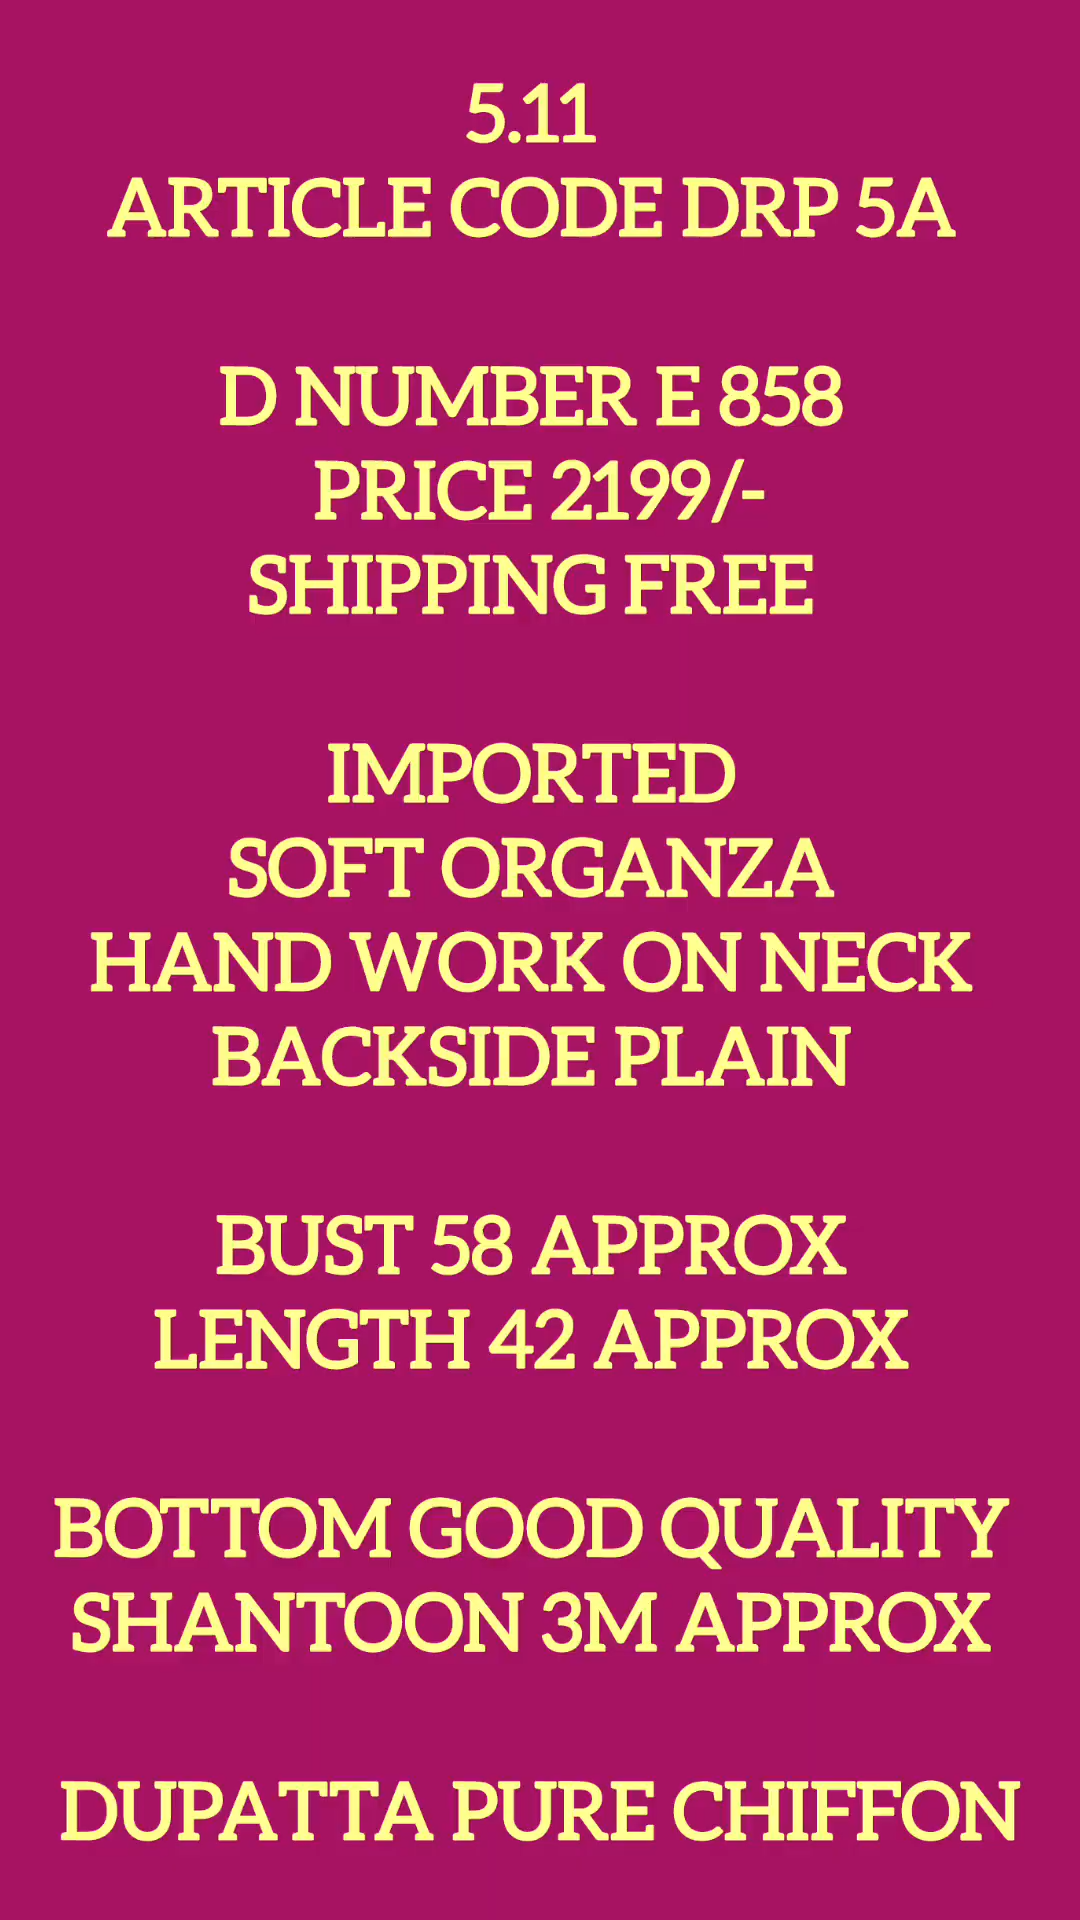 5.11
ARTICLE CODE DRP 5A
D NUMBER E 858
PRICE 2199/-
SHIPPING FREE
IMPORTED
SOFT ORGANZA
HAND WORK ON NECK
BACKSIDE PLAIN
BUST 58 APPROX
LENGTH 42 APPROX
BOTTOM GOOD QUALITY
SHANTOON 3M APPROX
DUPATTA PURE CHIFFON